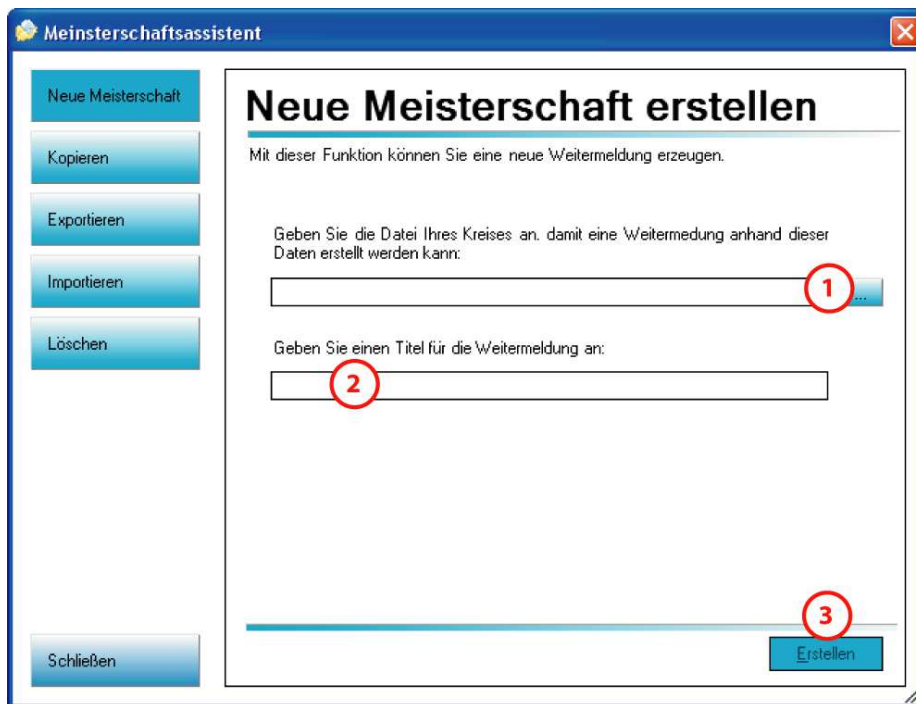 Meinsterschaftsassistent
Neue Meisterschaft
Kopieren
Exportieren
Importieren
Löschen
Schließen
Neue Meisterschaft erstellen
Mit dieser Funktion können Sie eine neue Weitermeldung erzeugen.
Geben Sie die Datei Ihres Kreises an. damit eine Weitermedung anhand dieser
Daten erstellt werden kann:
1
...
Geben Sie einen Titel für die Weitermeldung an:
2
3
Erstellen